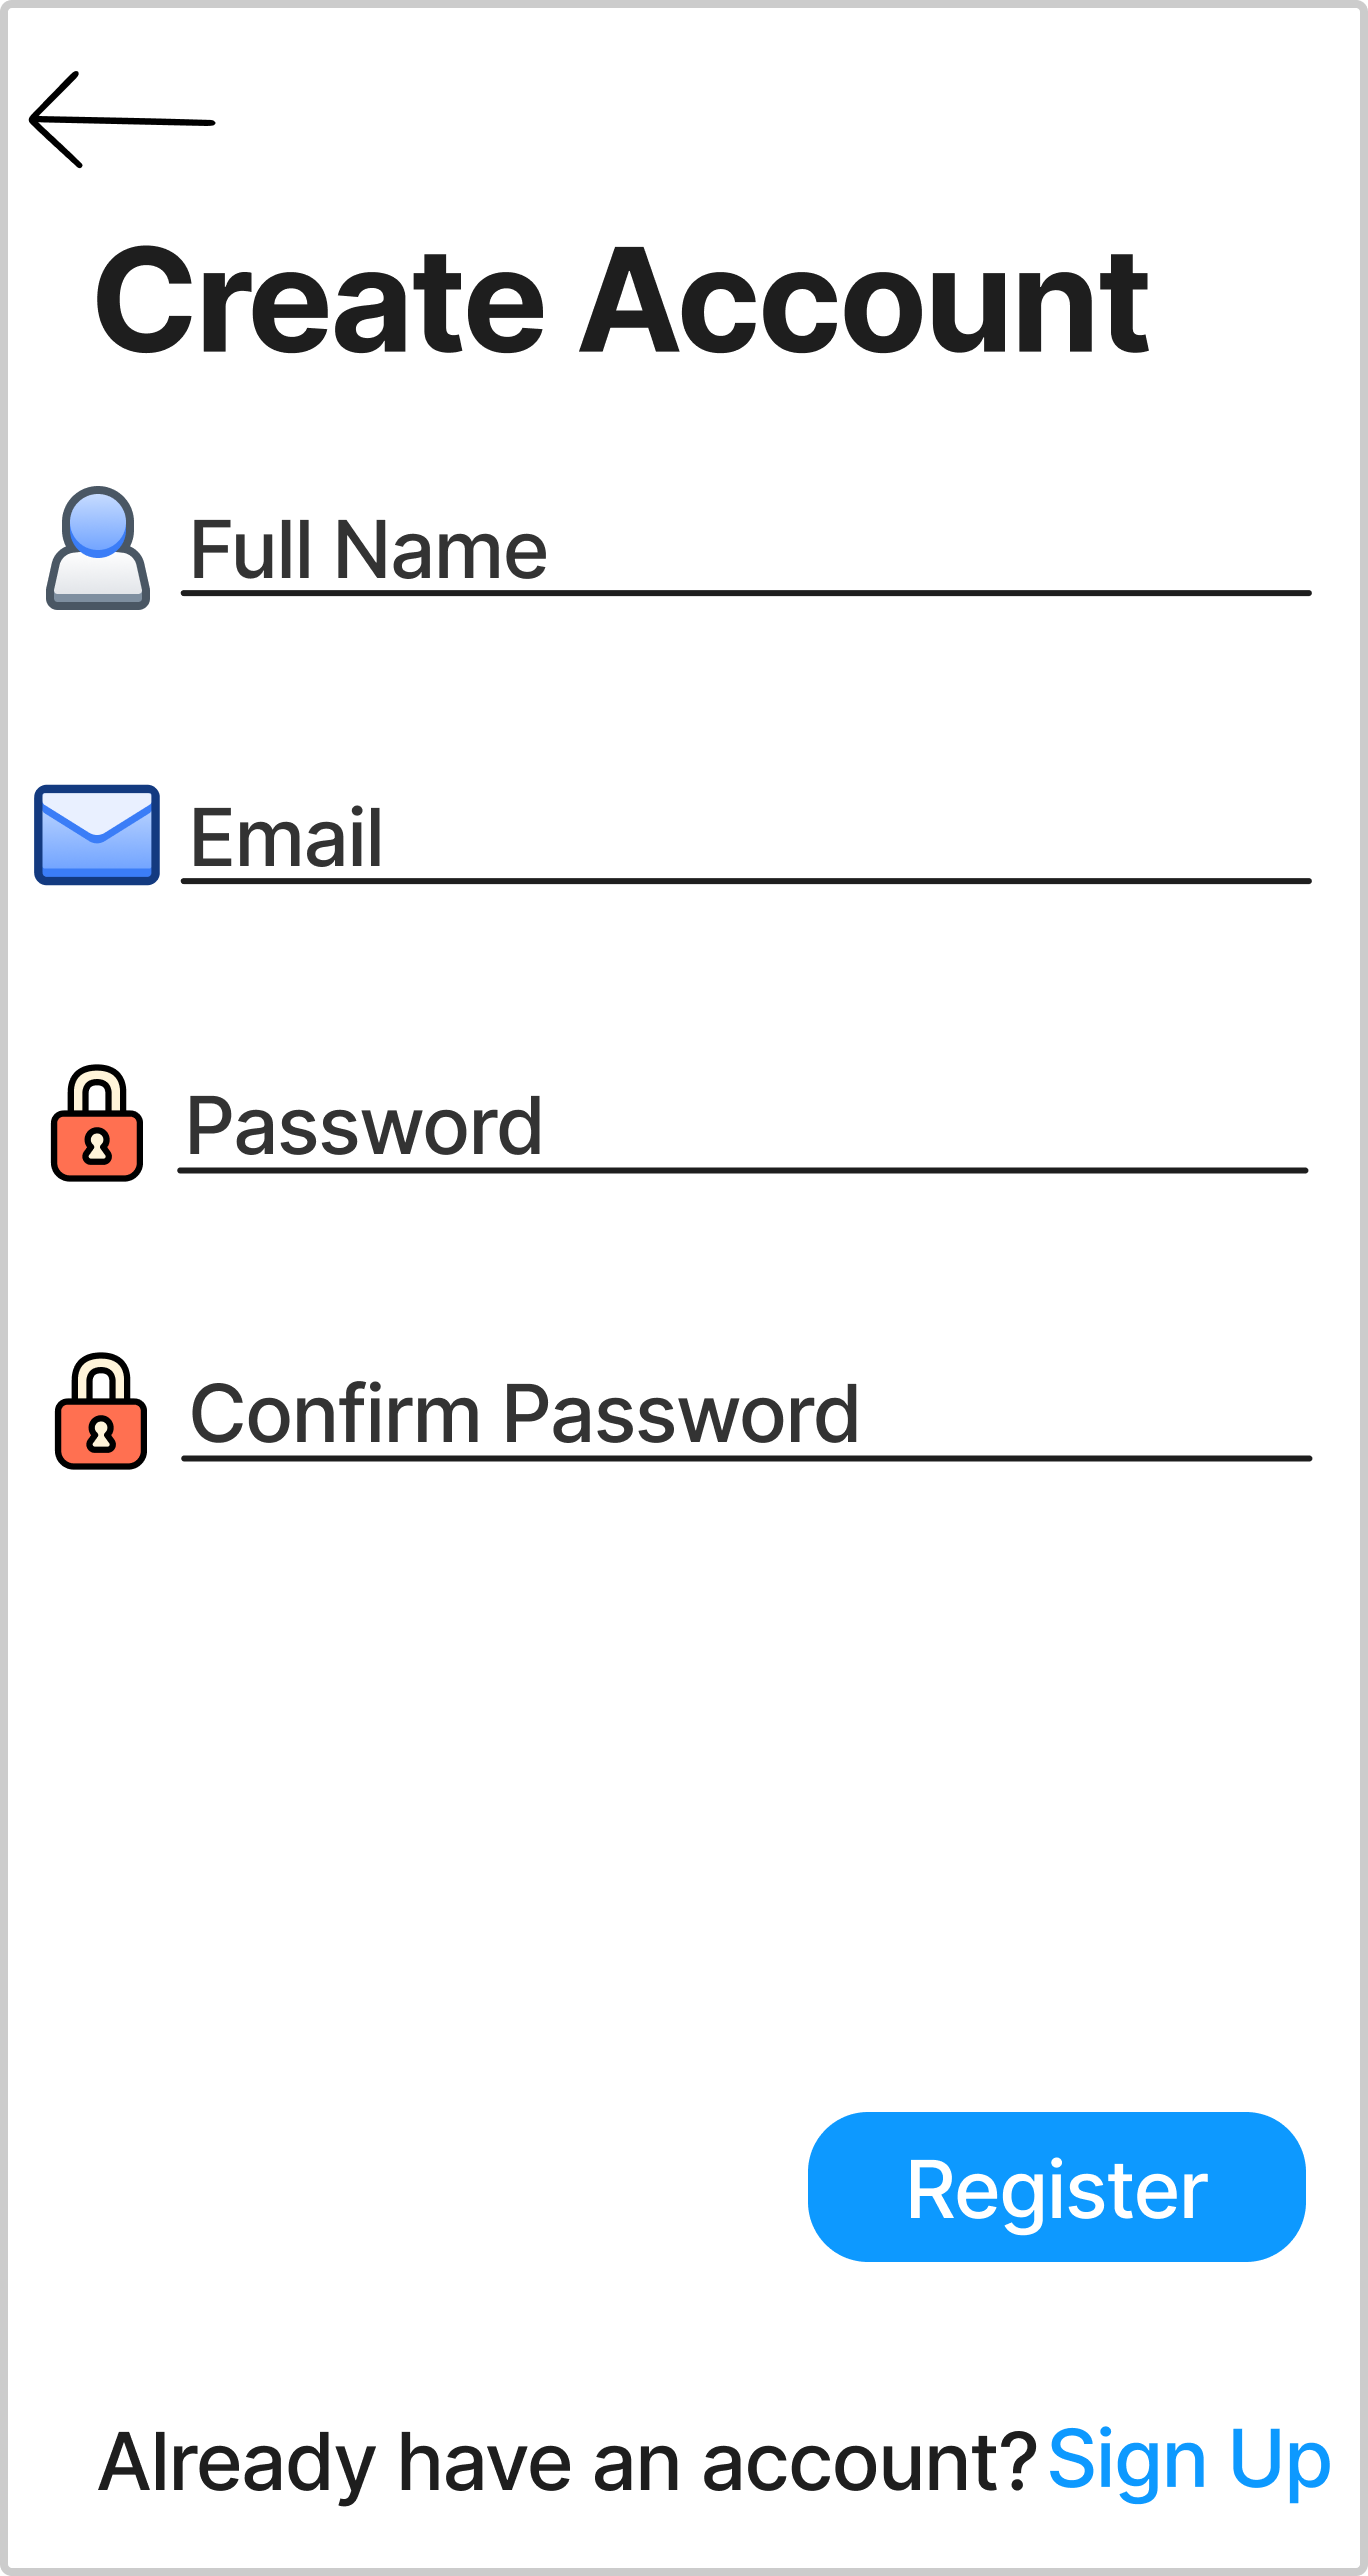 Create Account
Full Name
Email
Password
Confirm Password
Register
Already have an account? Sign Up